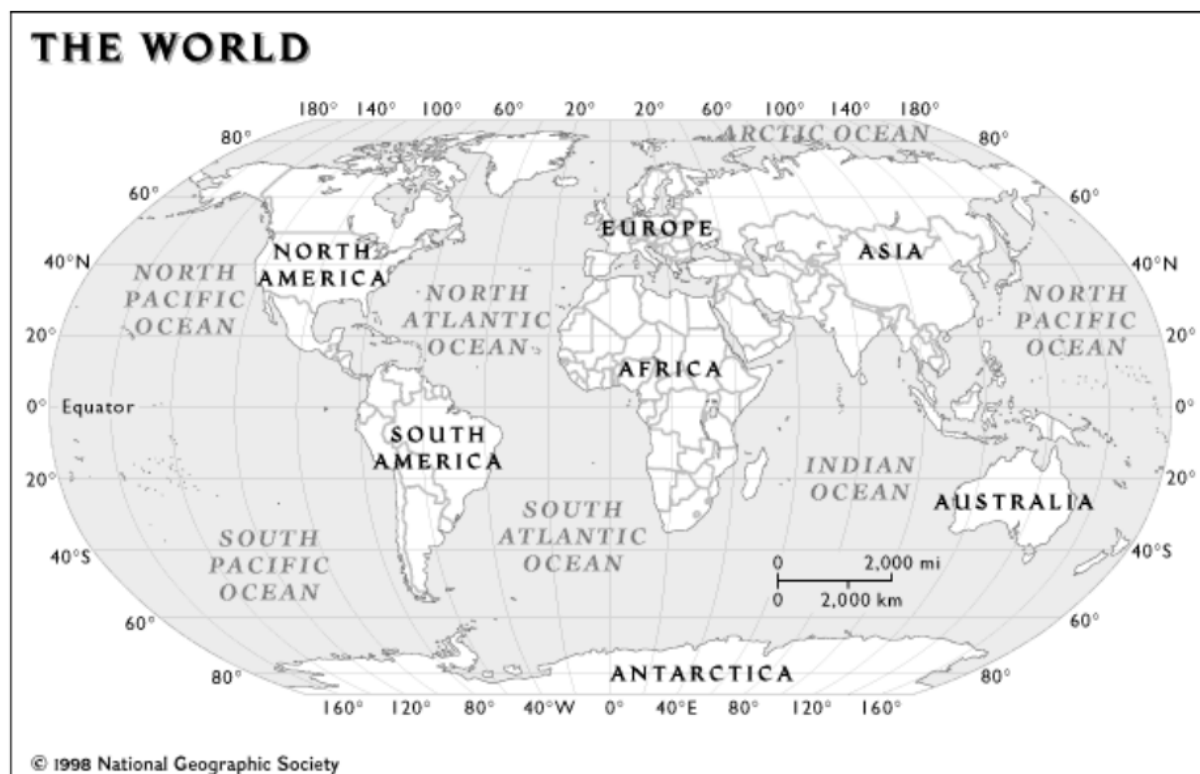 THE WORLD
180° 140° 100° 60° 20° 20° 60° 100° 140° 180°
ARCTIC OCEAN
80° 80°
60° 60°
EUROPE
NORTH
AMERICA
ASIA
40°N 40°N
NORTH
PACIFIC
OCEAN
NORTH
ATLANTIC
OCEAN
NORTH
PACIFIC
OCEAN
20° 20°
AFRICA
0° Equator 0°
SOUTH
AMERICA
INDIAN
OCEAN
20° 20°
AUSTRALIA
SOUTH
ATLANTIC
OCEAN
SOUTH
PACIFIC
OCEAN
40°S 40°S
0 2,000 mi
0 2,000 km
60° 60°
ANTARCTICA
80° 80°
160° 120° 80° 40°W 0° 40°E 80° 120° 160°
© 1998 National Geographic Society